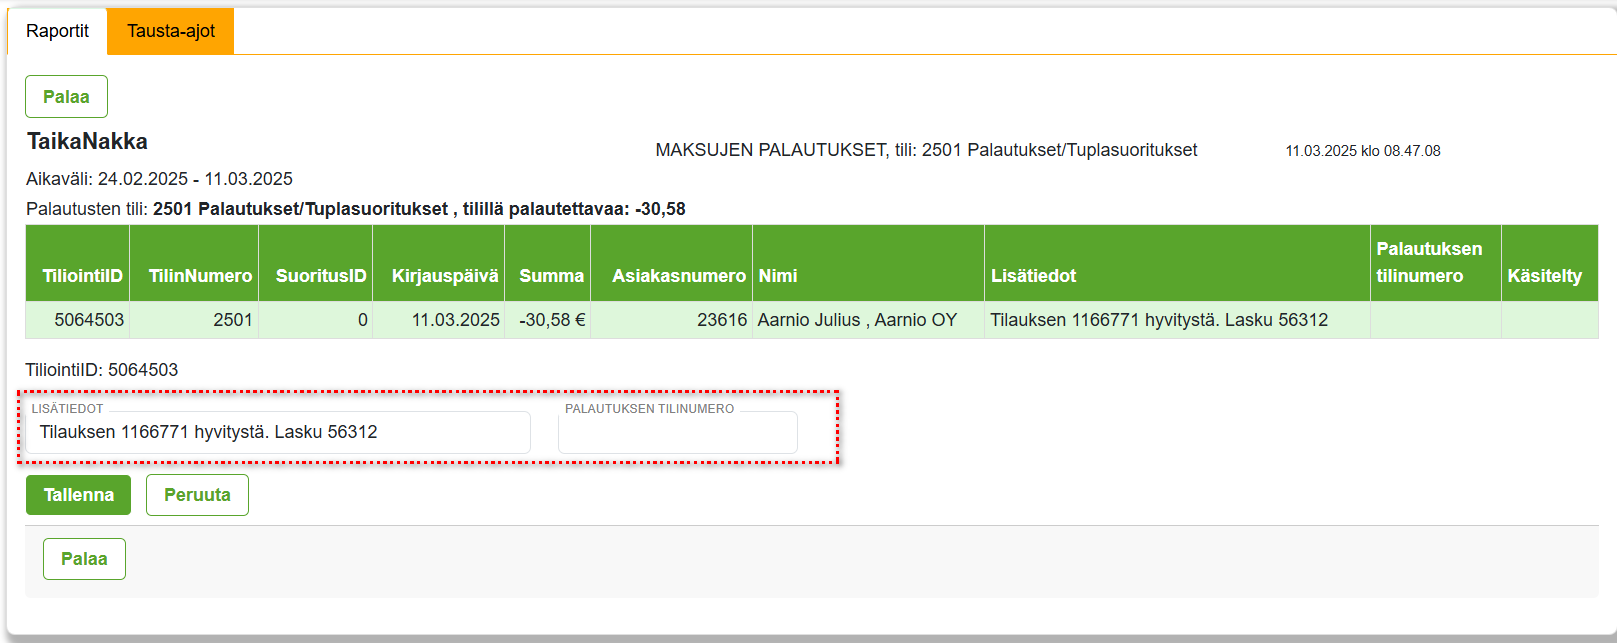 Raportit Tausta-ajot
Palaa
TaikaNakka
MAKSUJEN PALAUTUKSET, tili: 2501 Palautukset/Tuplasuoritukset 11.03.2025 klo 08.47.08
Aikaväli: 24.02.2025 - 11.03.2025
Palautusten tili: 2501 Palautukset/Tuplasuoritukset , tilillä palautettavaa: -30,58
TiliointiID TilinNumero SuoritusID Kirjauspäivä Summa Asiakasnumero Nimi Lisätiedot Palautuksen tilinumero Käsitelty
5064503 2501 0 11.03.2025 -30,58 € 23616 Aarnio Julius , Aarnio OY Tilauksen 1166771 hyvitystä. Lasku 56312
TiliointiID: 5064503
LISÄTIEDOT PALAUTUKSEN TILINUMERO
Tilauksen 1166771 hyvitystä. Lasku 56312
Tallenna Peruuta
Palaa